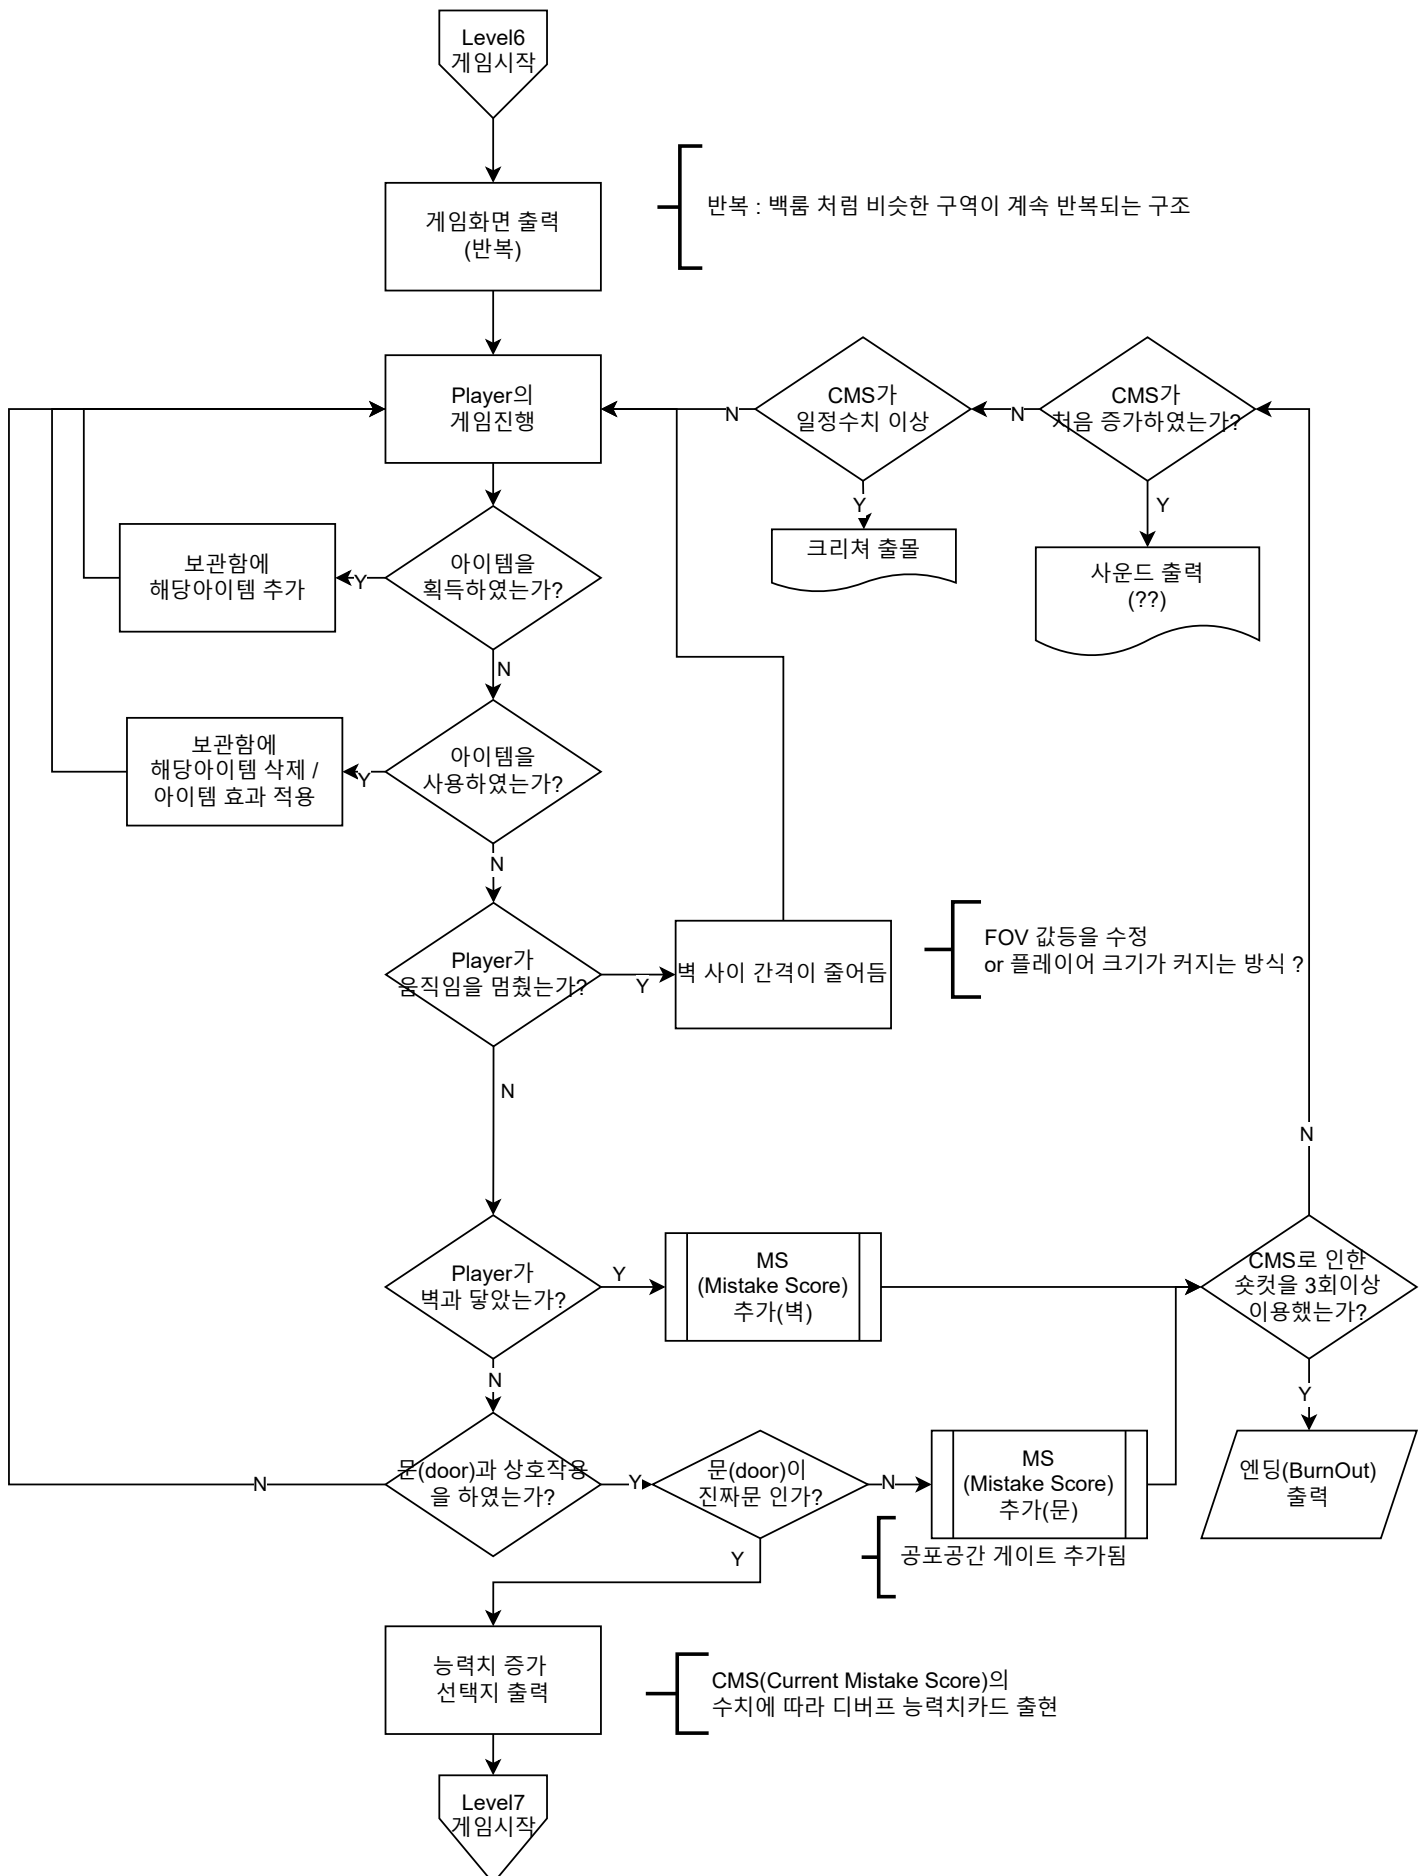 Level6
게임시작
게임화면 출력
(반복)
반복 : 백룸 처럼 비슷한 구역이 계속 반복되는 구조
Player의
게임진행
N
CMS가
일정수치 이상
N
CMS가
처음 증가하였는가?
Y
크리쳐 출몰
Y
사운드 출력
(??)
보관함에
해당아이템 추가
Y
아이템을
획득하였는가?
N
보관함에
해당아이템 삭제 /
아이템 효과 적용
Y
아이템을
사용하였는가?
N
Player가
움직임을 멈췄는가?
Y
벽 사이 간격이 줄어듬
FOV 값등을 수정
or 플레이어 크기가 커지는 방식 ?
N
N
Player가
벽과 닿았는가?
Y
MS
(Mistake Score)
추가(벽)
CMS로 인한
숏컷을 3회이상
이용했는가?
N
Y
N
문(door)과 상호작용
을 하였는가?
Y
문(door)이
진짜문 인가?
N
MS
(Mistake Score)
추가(문)
엔딩(BurnOut)
출력
Y
공포공간 게이트 추가됨
능력치 증가
선택지 출력
CMS(Current Mistake Score)의
수치에 따라 디버프 능력치카드 출현
Level7
게임시작